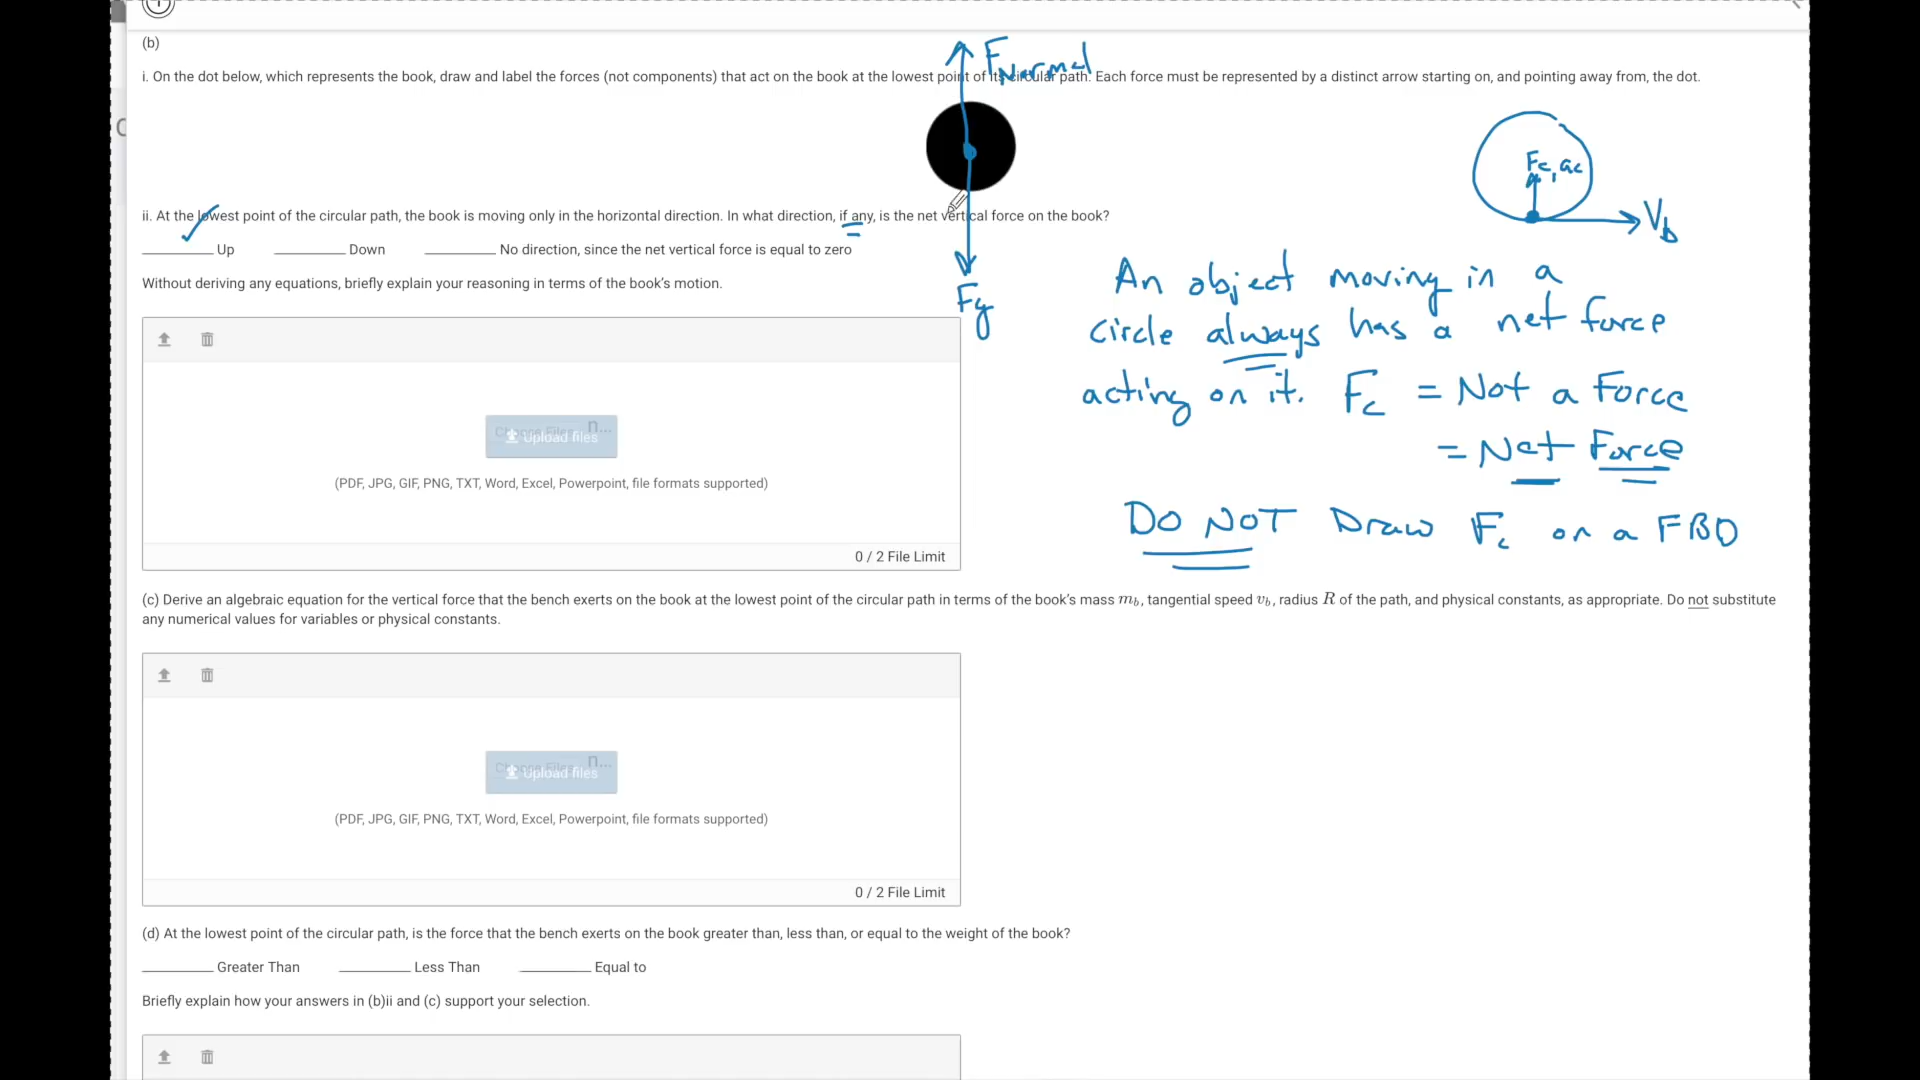 (b)
F Normal
i. On the dot below, which represents the book, draw and label the forces (not components) that act on the book at the lowest point of its circular path. Each force must be represented by a distinct arrow starting on, and pointing away from, the dot.
Fc, ac
Vb
ii. At the lowest point of the circular path, the book is moving only in the horizontal direction. In what direction, if any, is the net vertical force on the book?
______ Up ______ Down ______ No direction, since the net vertical force is equal to zero
Without deriving any equations, briefly explain your reasoning in terms of the book's motion.
Fg
An object moving in a
circle always has a net force
acting on it. Fc = Not a Force
= Net Force
DO NOT Draw Fc on a FBD
Upload files
(PDF, JPG, GIF, PNG, TXT, Word, Excel, Powerpoint, file formats supported)
0 / 2 File Limit
(c) Derive an algebraic equation for the vertical force that the bench exerts on the book at the lowest point of the circular path in terms of the book's mass mb, tangential speed vb, radius R of the path, and physical constants, as appropriate. Do not substitute
any numerical values for variables or physical constants.
Upload files
(PDF, JPG, GIF, PNG, TXT, Word, Excel, Powerpoint, file formats supported)
0 / 2 File Limit
(d) At the lowest point of the circular path, is the force that the bench exerts on the book greater than, less than, or equal to the weight of the book?
______ Greater Than ______ Less Than ______ Equal to
Briefly explain how your answers in (b)ii and (c) support your selection.